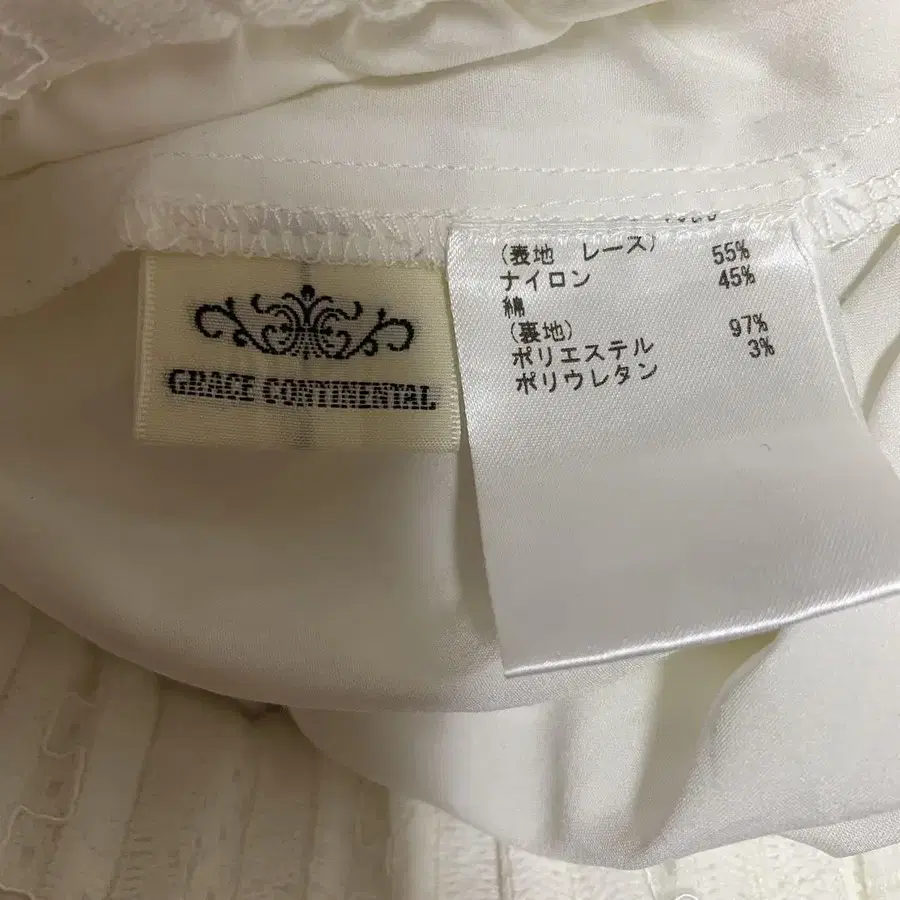 GRACE CONTINENTAL
(表地 レース)
ナイロン 55%
綿 45%
(裏地)
ポリエステル 97%
ポリウレタン 3%